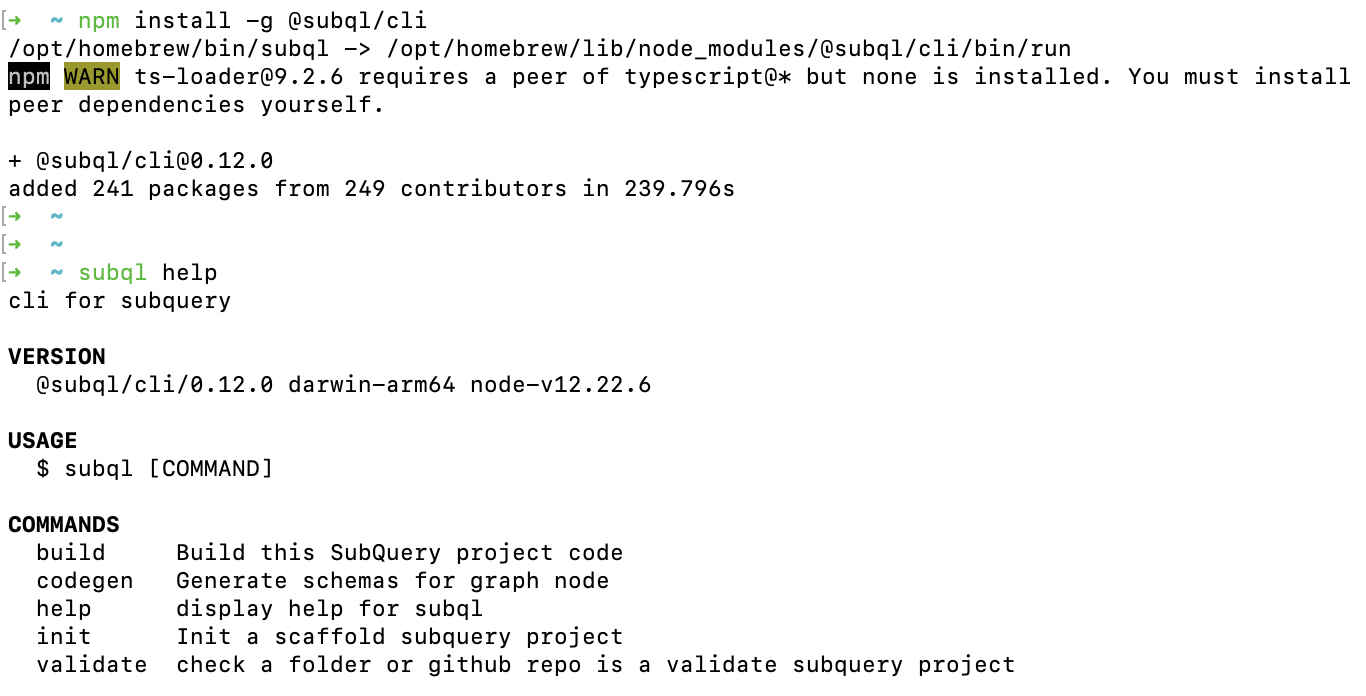 [➜  ~ npm install -g @subql/cli
/opt/homebrew/bin/subql -> /opt/homebrew/lib/node_modules/@subql/cli/bin/run
npm WARN ts-loader@9.2.6 requires a peer of typescript@* but none is installed. You must install
peer dependencies yourself.

+ @subql/cli@0.12.0
added 241 packages from 249 contributors in 239.796s
[➜  ~
[➜  ~
[➜  ~ subql help
cli for subquery

VERSION
  @subql/cli/0.12.0 darwin-arm64 node-v12.22.6

USAGE
  $ subql [COMMAND]

COMMANDS
  build     Build this SubQuery project code
  codegen   Generate schemas for graph node
  help      display help for subql
  init      Init a scaffold subquery project
  validate  check a folder or github repo is a validate subquery project